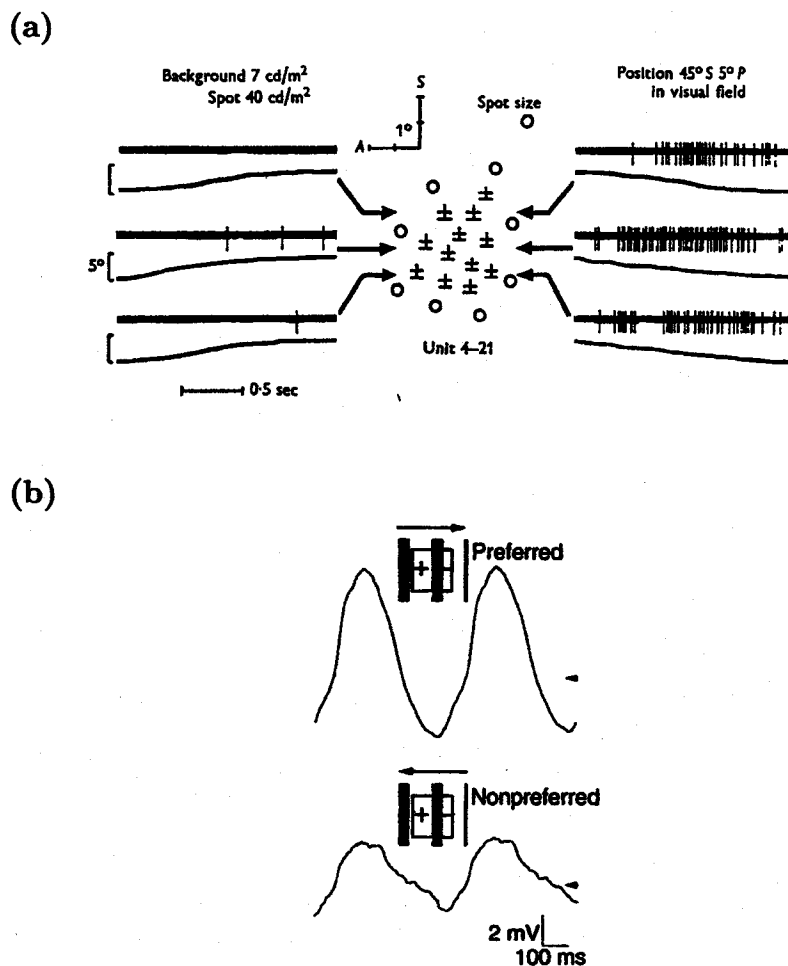 (a)
Background 7 cd/m²
Spot 40 cd/m²
S
1°
A
Spot size
Position 45° S 5° P
in visual field
5°
± ± ± ± ± ± ± ± ± ± ± ±
Unit 4–21
0·5 sec
(b)
Preferred
+
Nonpreferred
+
2 mV
100 ms